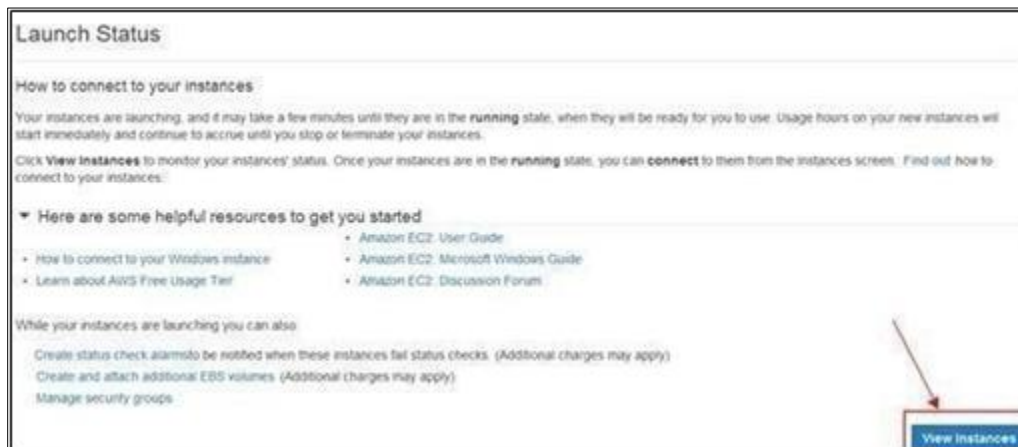 Launch Status
How to connect to your instances
Your instances are launching, and it may take a few minutes until they are in the running state, when they will be ready for you to use. Usage hours on your new instances will
start immediately and continue to accrue until you stop or terminate your instances.
Click View Instances to monitor your instances' status. Once your instances are in the running state, you can connect to them from the instances screen. Find out how to
connect to your instances.
Here are some helpful resources to get you started
• Amazon EC2: User Guide
• How to connect to your Windows instance • Amazon EC2: Microsoft Windows Guide
• Learn about AWS Free Usage Tier • Amazon EC2: Discussion Forum
While your instances are launching you can also
Create status check alarmsto be notified when these instances fail status checks. (Additional charges may apply)
Create and attach additional EBS volumes (Additional charges may apply)
Manage security groups
View Instances